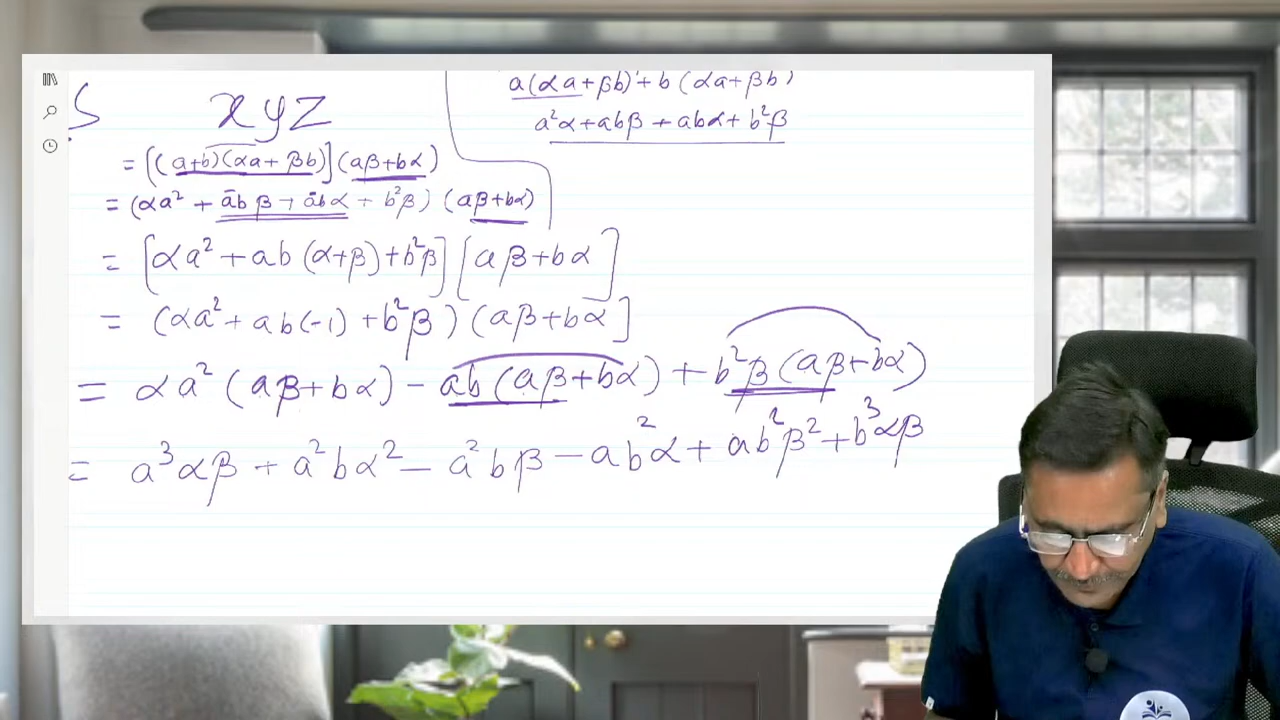 a(αa+βb)+b(αa+βb)
a²α+abβ+abα+b²β
xyz
=[(a+b)(αa+βb)](aβ+bα)
=(αa²+abβ+abα+b²β)(aβ+bα)
=[αa²+ab(α+β)+b²β][aβ+bα]
=(αa²+ab(-1)+b²β)(aβ+bα]
=αa²(aβ+bα)-ab(aβ+bα)+b²β(aβ+bα)
=a³αβ+a²bα²-a²bβ-ab²α+ab²β²+b³αβ